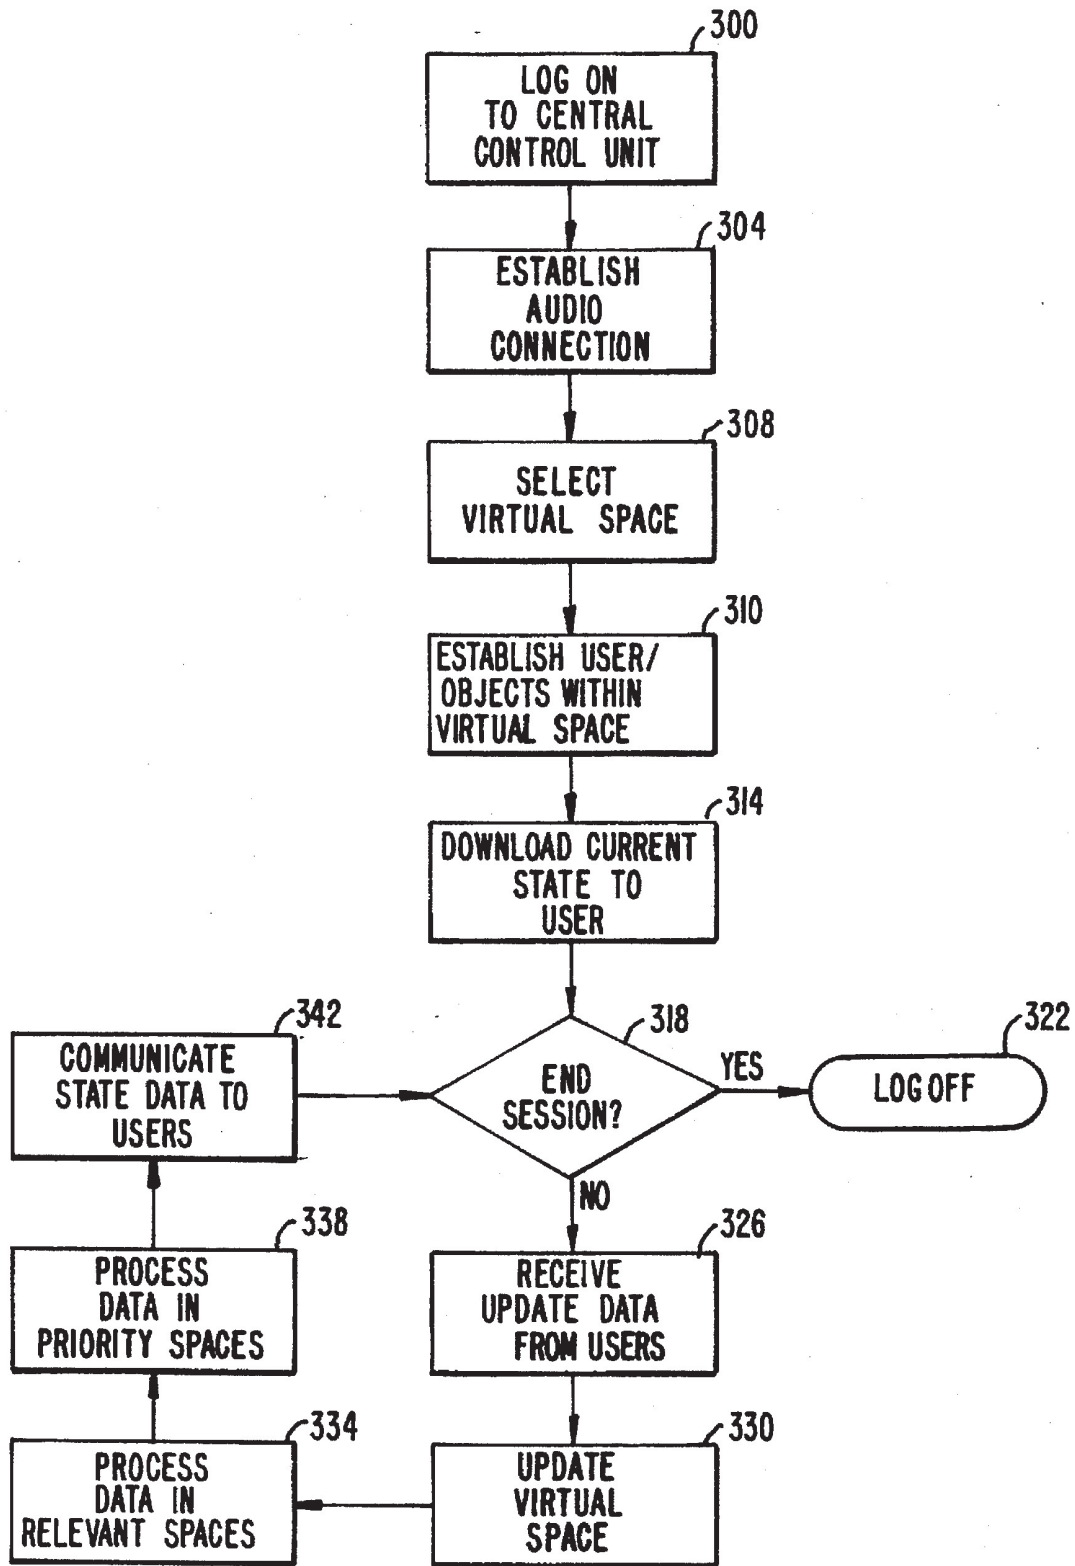 300
LOG ON
TO CENTRAL
CONTROL UNIT
304
ESTABLISH
AUDIO
CONNECTION
308
SELECT
VIRTUAL SPACE
310
ESTABLISH USER/
OBJECTS WITHIN
VIRTUAL SPACE
314
DOWNLOAD CURRENT
STATE TO
USER
318
END
SESSION?
YES
322
LOG OFF
NO
326
RECEIVE
UPDATE DATA
FROM USERS
330
UPDATE
VIRTUAL
SPACE
334
PROCESS
DATA IN
RELEVANT SPACES
338
PROCESS
DATA IN
PRIORITY SPACES
342
COMMUNICATE
STATE DATA TO
USERS